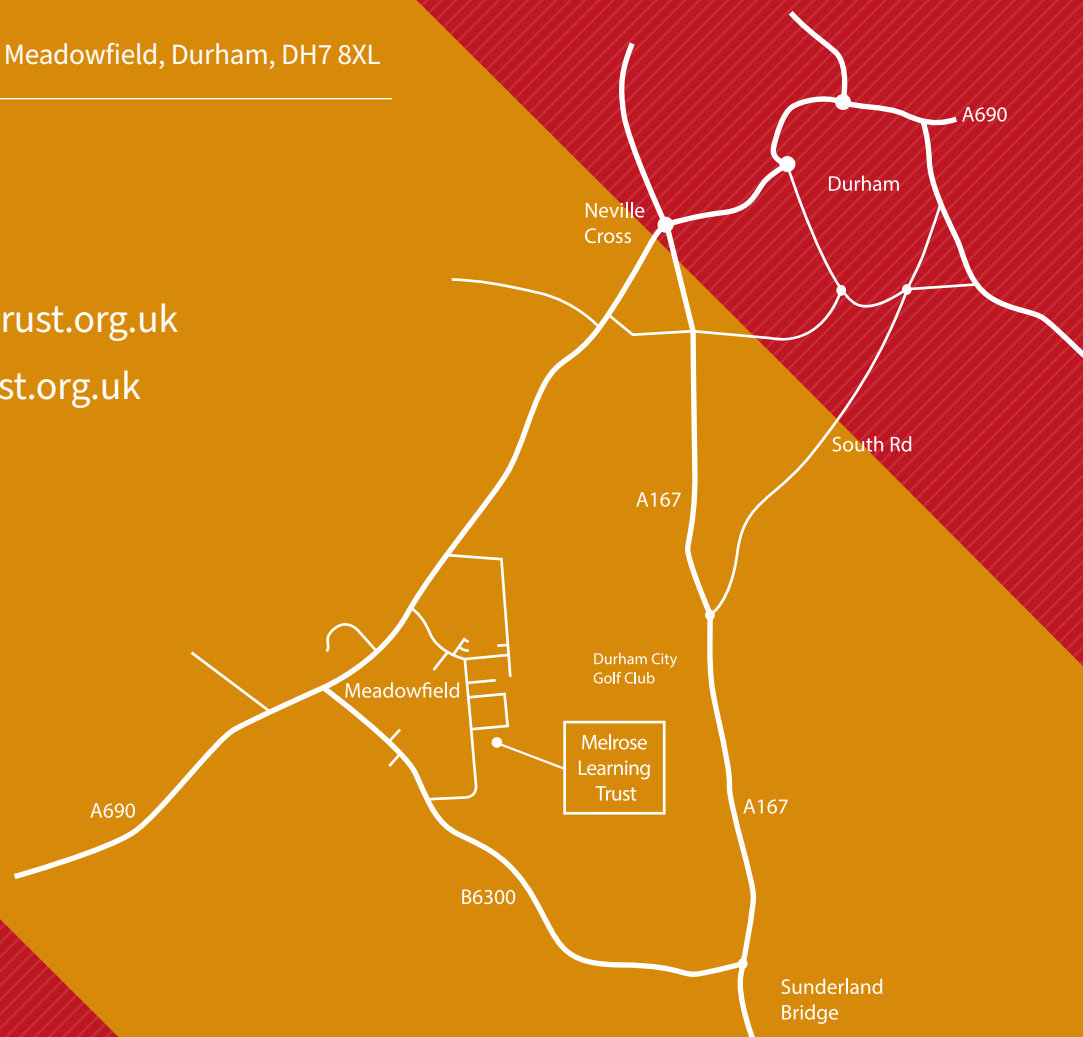 Meadowfield, Durham, DH7 8XL
A690
Durham
Neville
Cross
rust.org.uk
st.org.uk
South Rd
A167
Durham City
Golf Club
Meadowfield
Melrose
Learning
Trust
A690
A167
B6300
Sunderland
Bridge